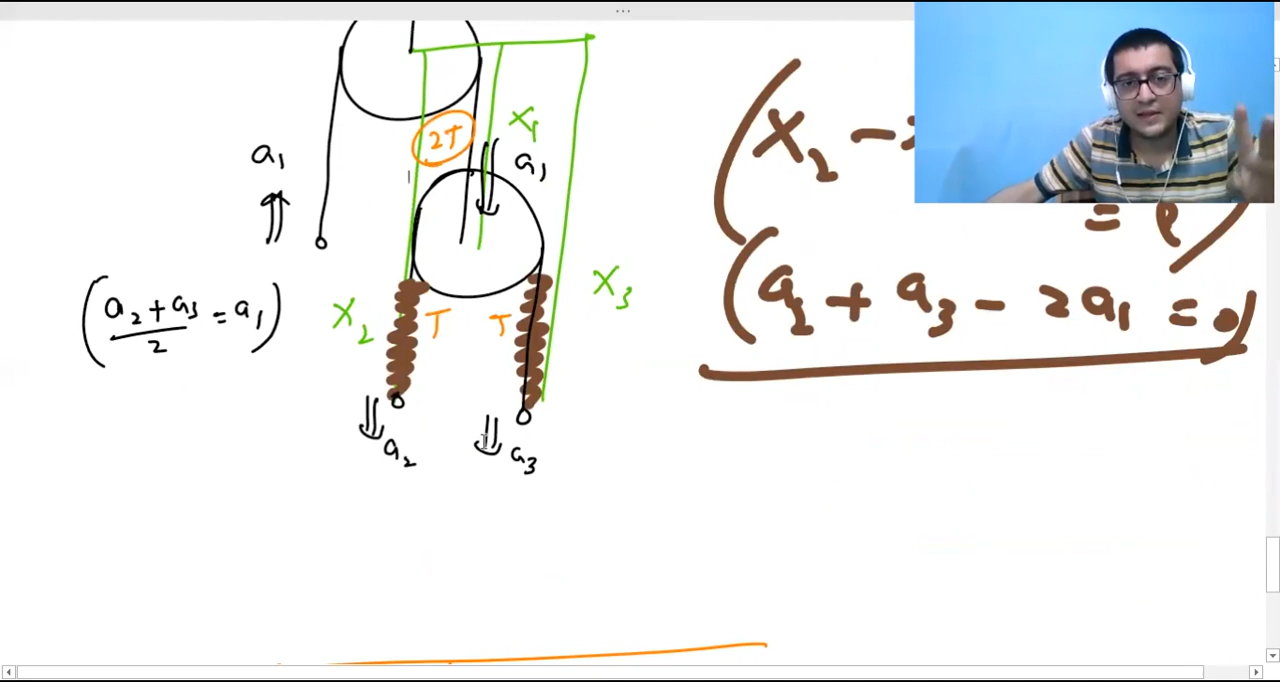 2T
X₁
a₁
a₁
X₂ −
= l
(a₂ + a₃ / 2 = a₁)
X₂
T
T
X₃
(a₂ + a₃ − 2a₁ = 0)
a₂
a₃